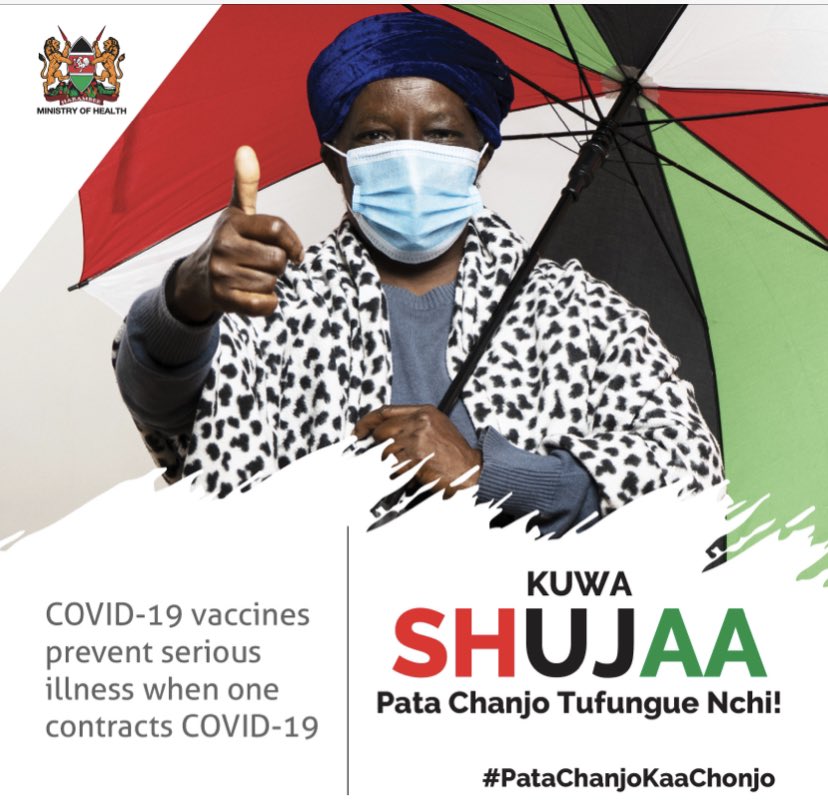 HARAMBEE
MINISTRY OF HEALTH
COVID-19 vaccines
prevent serious
illness when one
contracts COVID-19
KUWA
SHUJAA
Pata Chanjo Tufungue Nchi!
#PataChanjoKaaChonjo